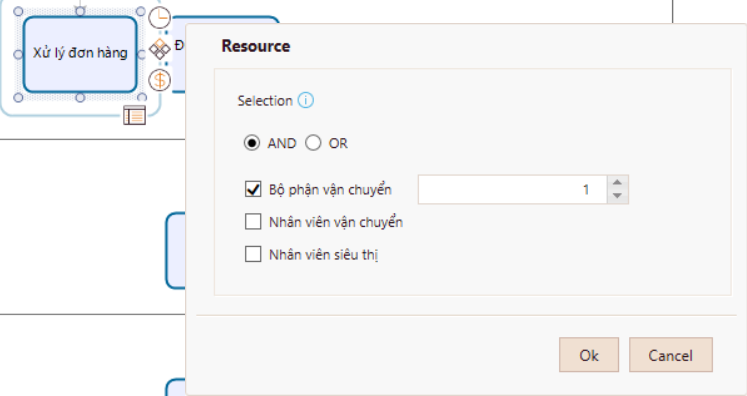 Xử lý đơn hàng
Đ
Resource
Selection
AND
OR
Bộ phận vận chuyển
1
Nhân viên vận chuyển
Nhân viên siêu thị
Ok
Cancel